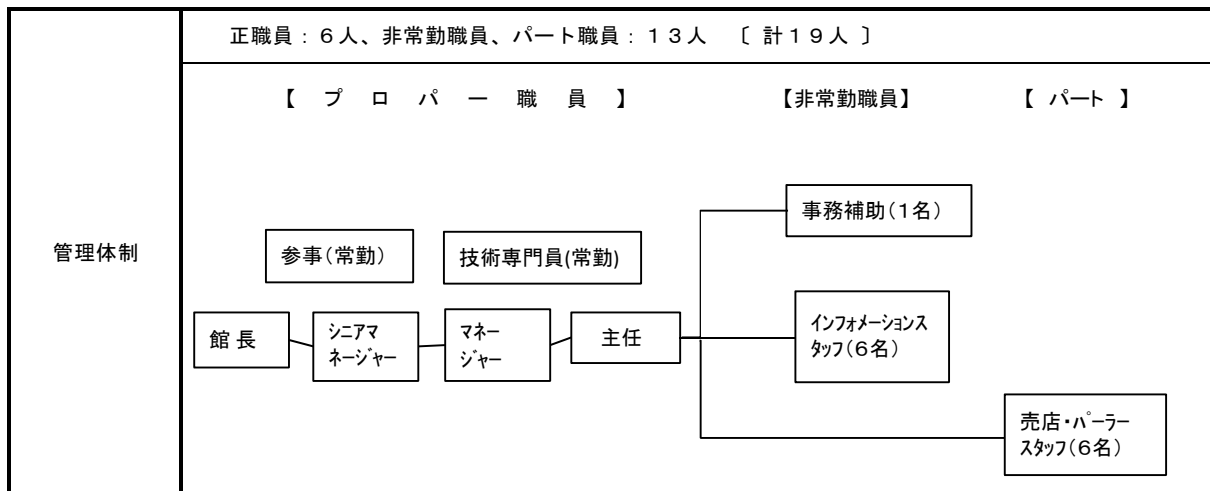 正職員：６人、非常勤職員、パート職員：１３人　〔 計１９人 〕
【　プ　ロ　パ　ー　職　員　】
【非常勤職員】
【 パート 】
事務補助（１名）
管理体制
参事（常勤）
技術専門員(常勤)
館 長
ｼﾆｱﾏ
ﾈｰｼﾞｬｰ
ﾏﾈｰ
ｼﾞｬｰ
主任
ｲﾝﾌｫﾒｰｼｮﾝｽ
ﾀｯﾌ（６名）
売店・ﾊﾟｰラー
ｽﾀｯﾌ（６名）